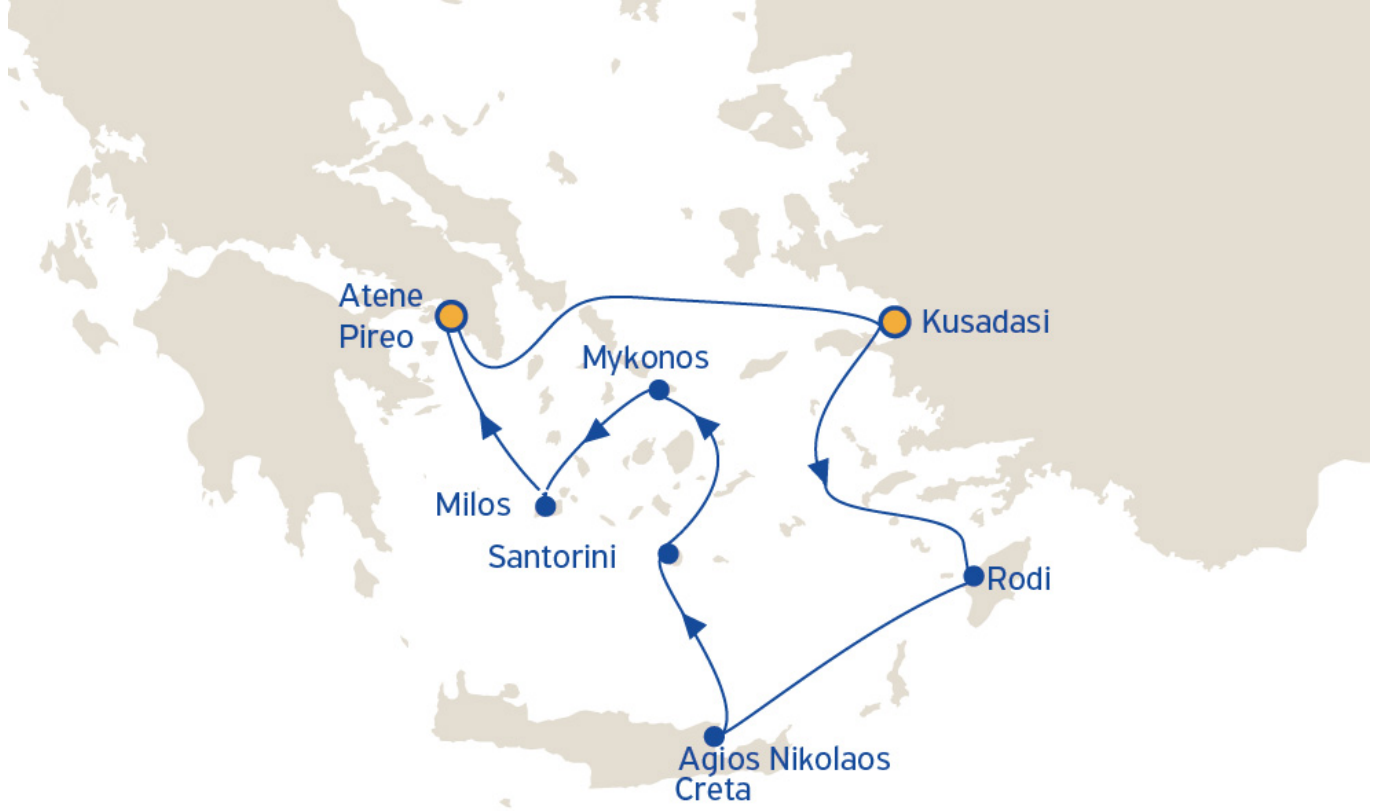 Atene
Pireo
Kusadasi
Mykonos
Milos
Santorini
Rodi
Agios Nikolaos
Creta